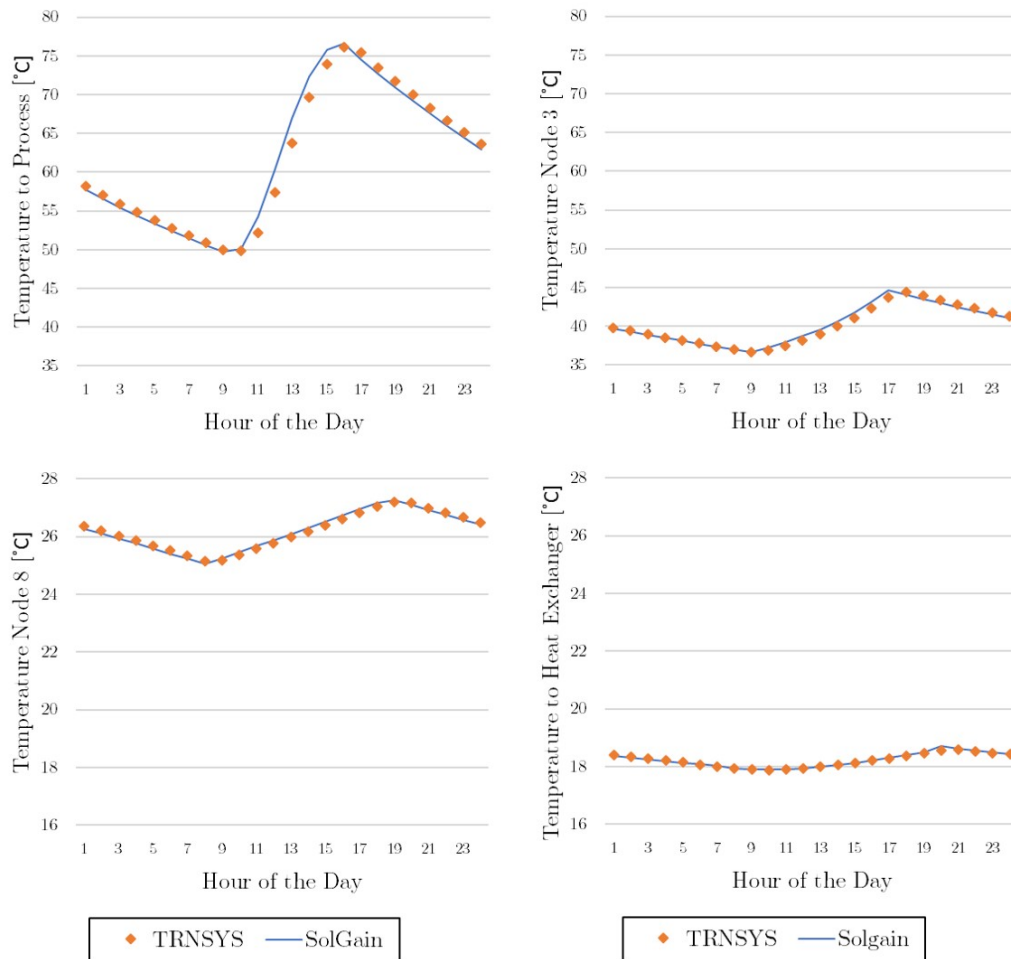 Temperature to Process [°C]
80
75
70
65
60
55
50
45
40
35
1 3 5 7 9 11 13 15 17 19 21 23
Hour of the Day
Temperature Node 3 [°C]
80
75
70
65
60
55
50
45
40
35
1 3 5 7 9 11 13 15 17 19 21 23
Hour of the Day
Temperature Node 8 [°C]
28
26
24
22
20
18
16
1 3 5 7 9 11 13 15 17 19 21 23
Hour of the Day
Temperature to Heat Exchanger [°C]
28
26
24
22
20
18
16
1 3 5 7 9 11 13 15 17 19 21 23
Hour of the Day
TRNSYS SolGain
TRNSYS Solgain